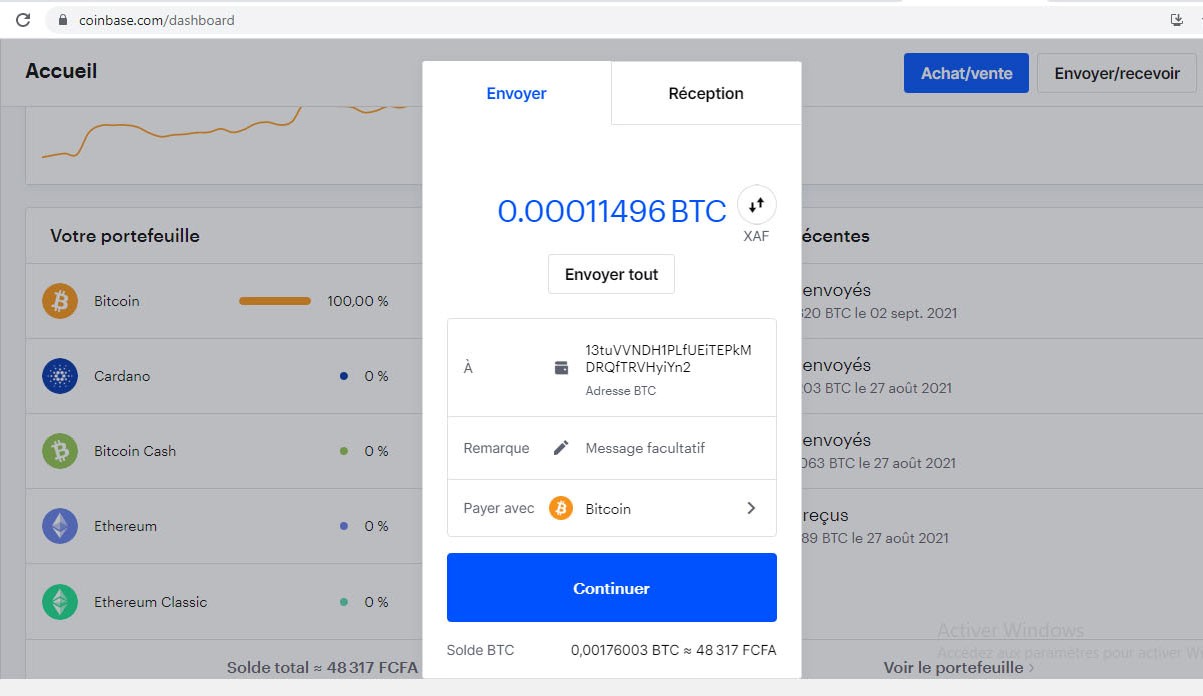 coinbase.com/dashboard
Accueil
Achat/vente
Envoyer/recevoir
Envoyer
Réception
0.00011496 BTC
XAF
Envoyer tout
À
13tuVVNDH1PLfUEiTEPkM
DRQfTRVHyiYn2
Adresse BTC
Remarque
Message facultatif
Payer avec
Bitcoin
Continuer
Solde BTC
0,00176003 BTC ≈ 48 317 FCFA
Votre portefeuille
Bitcoin
100,00 %
Cardano
0 %
Bitcoin Cash
0 %
Ethereum
0 %
Ethereum Classic
0 %
Solde total ≈ 48 317 FCFA
écentes
envoyés
320 BTC le 02 sept. 2021
envoyés
03 BTC le 27 août 2021
envoyés
063 BTC le 27 août 2021
reçus
89 BTC le 27 août 2021
Voir le portefeuille
Activer Windows
Accédez aux paramètres pour activer